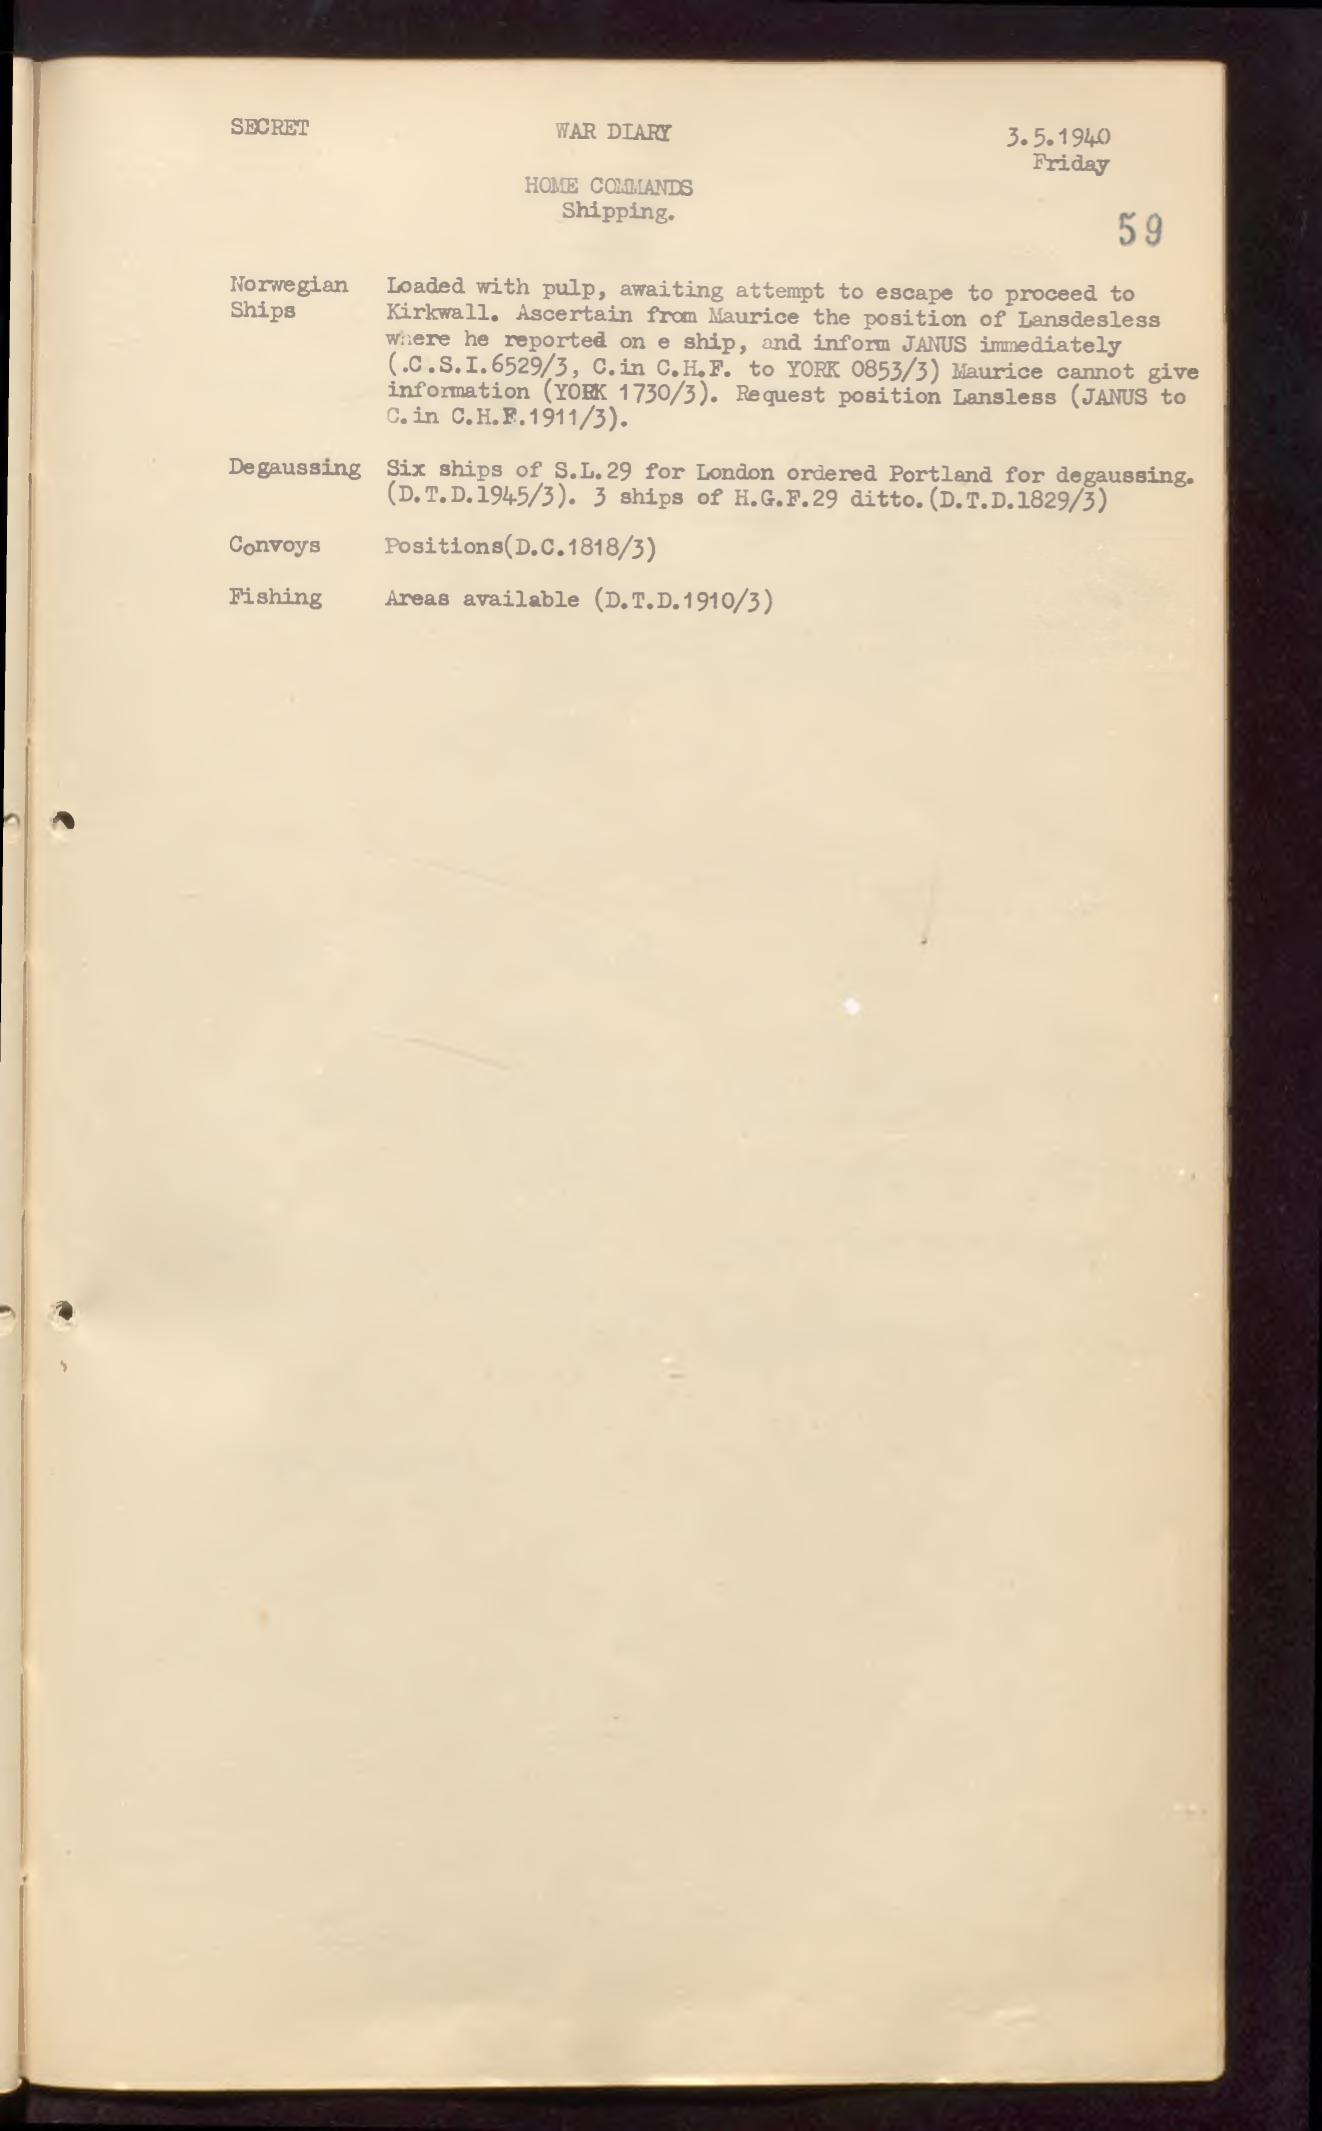 SECRET WAR DIARY 3.5.1940
Friday
HOME COMMANDS
Shipping.
59
Norwegian Loaded with pulp, awaiting attempt to escape to proceed to
Ships Kirkwall. Ascertain from Maurice the position of Lansdesless
where he reported on e ship, and inform JANUS immediately
(.C.S.I.6529/3, C.in C.H.F. to YORK 0853/3) Maurice cannot give
information (YORK 1730/3). Request position Lansless (JANUS to
C.in C.H.F.1911/3).
Degaussing Six ships of S.L.29 for London ordered Portland for degaussing.
(D.T.D.1945/3). 3 ships of H.G.F.29 ditto.(D.T.D.1829/3)
Convoys Positions(D.C.1818/3)
Fishing Areas available (D.T.D.1910/3)